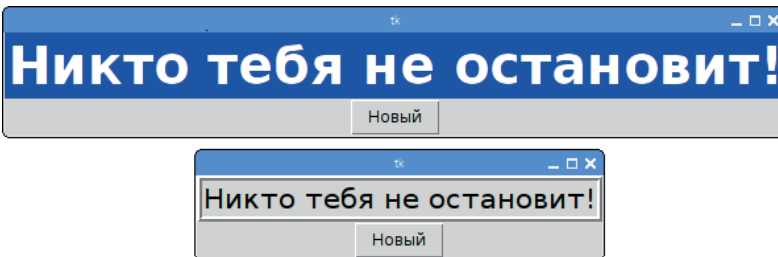 tk
Никто тебя не остановит!
Новый
tk
Никто тебя не остановит!
Новый